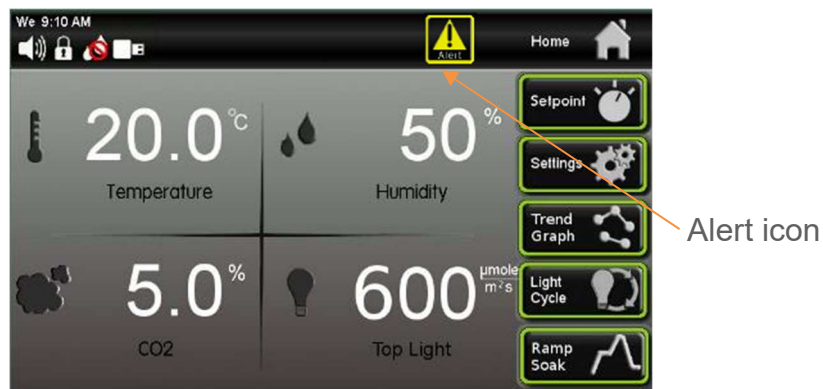 We 9:10 AM
Alert
Home
20.0 °C
Temperature
50 %
Humidity
5.0 %
CO2
600 µmole
m²s
Top Light
Setpoint
Settings
Trend
Graph
Light
Cycle
Ramp
Soak
Alert icon